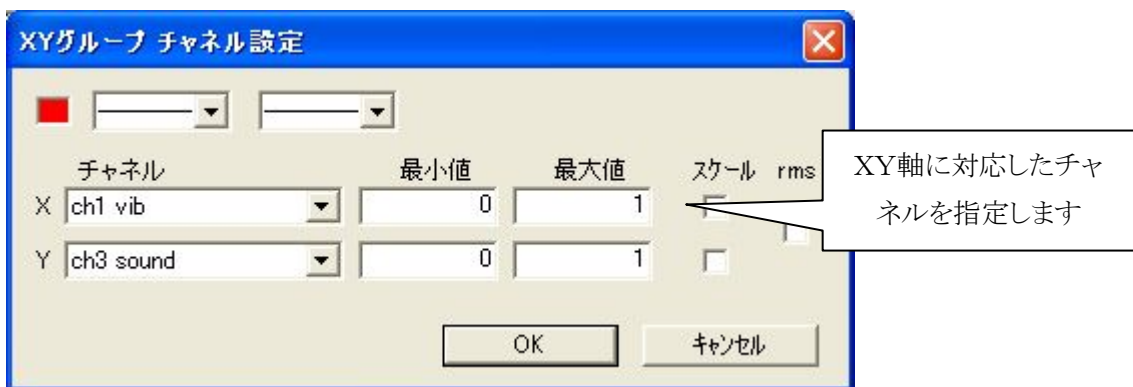 XYグループ チャネル設定
チャネル 最小値 最大値 スケール rms
X ch1 vib 0 1
Y ch3 sound 0 1
OK キャンセル
XY軸に対応したチャ
ネルを指定します